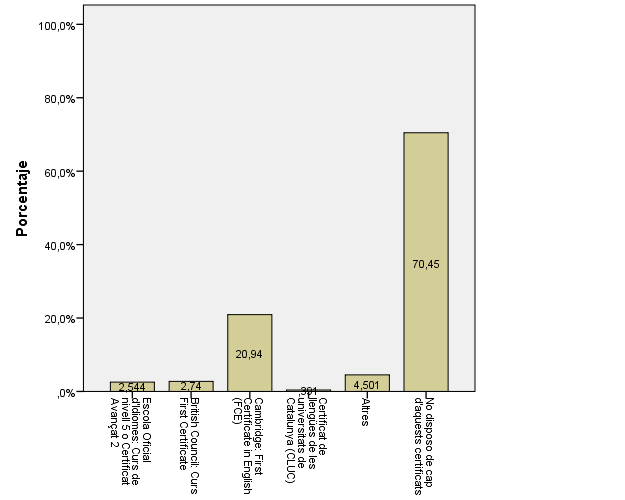 100,0%
80,0%
60,0%
40,0%
20,0%
,0%
Porcentaje
2,544
2,74
20,94
,391
4,501
70,45
Escola Oficial
d'Idiomes: Curs de
nivell 5 o Certificat
Avançat 2
British Council: Curs
First Certificate
Cambridge: First
Certificate in English
(FCE)
Certificat de
llengües de les
universitats de
Catalunya (CLUC)
Altres
No disposo de cap
d'aquests certificats